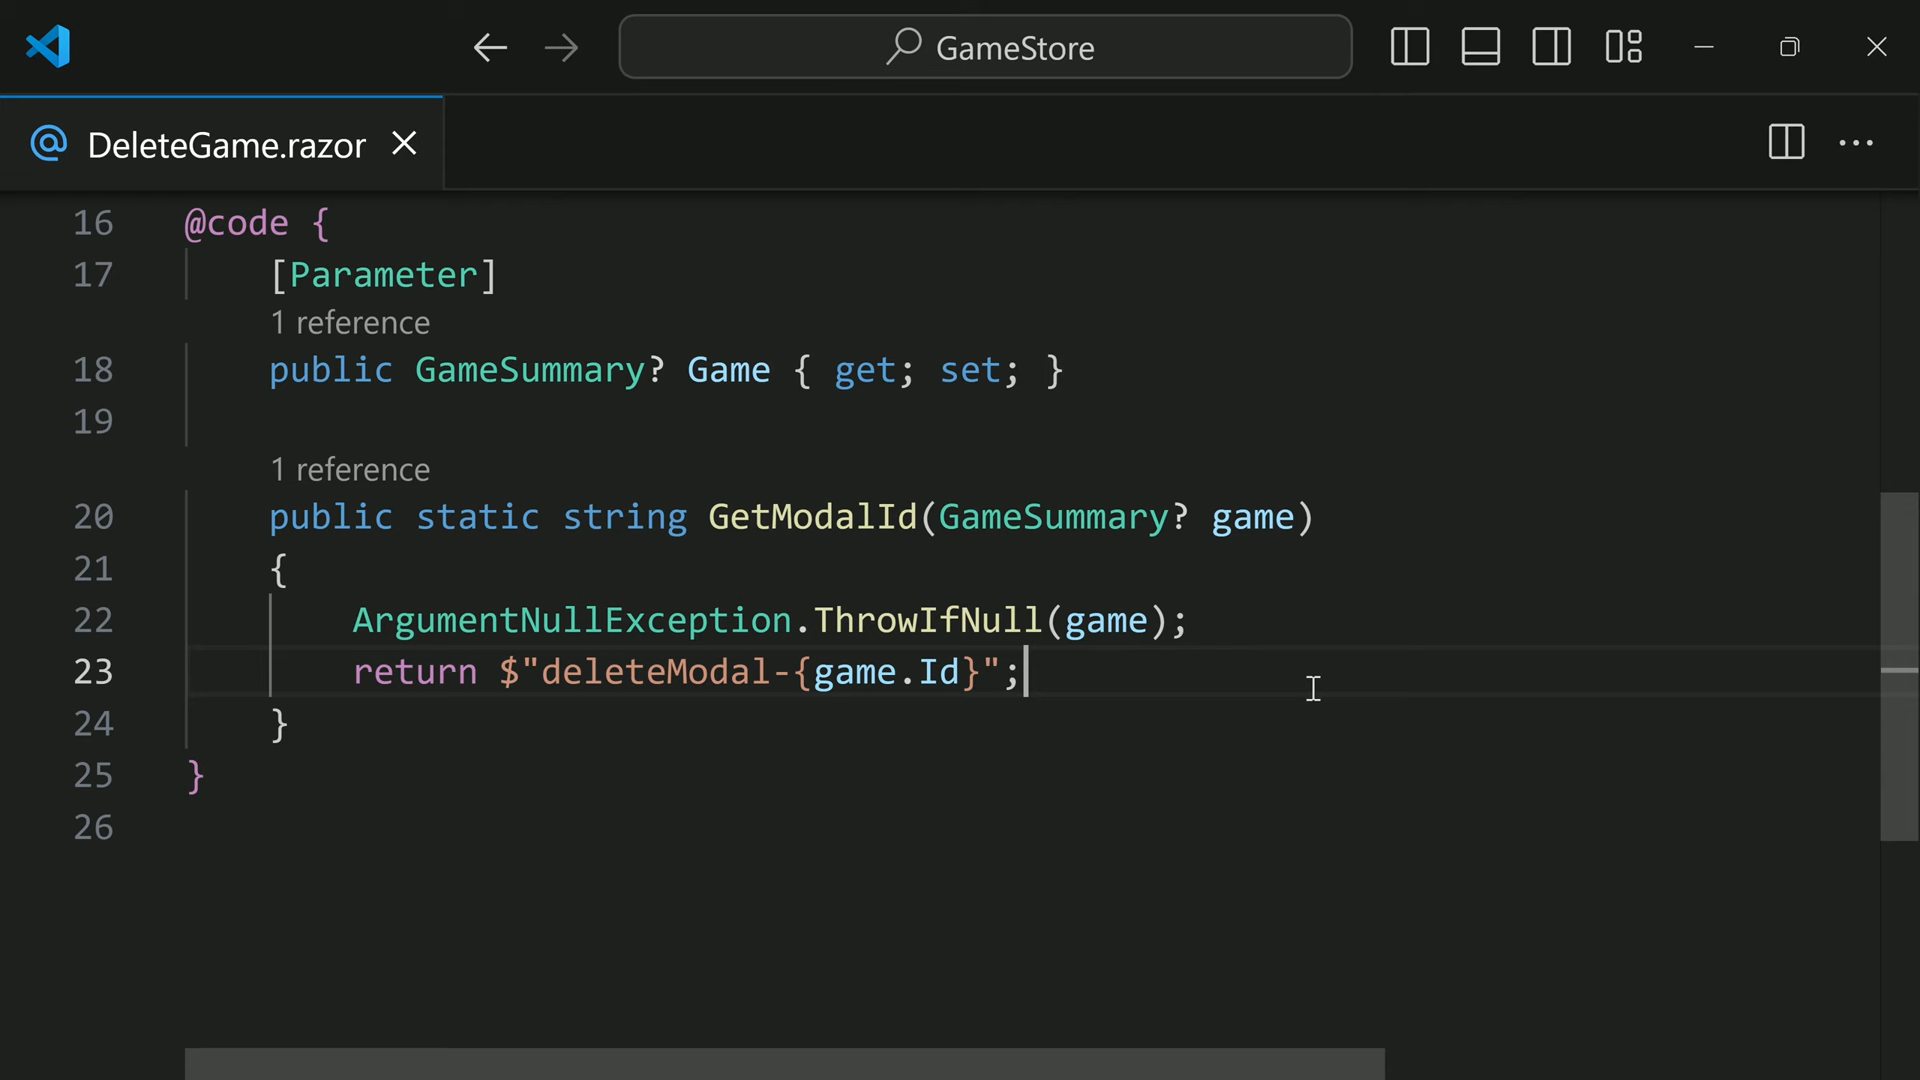 GameStore
DeleteGame.razor
16 @code {
17 [Parameter]
1 reference
18 public GameSummary? Game { get; set; }
19
1 reference
20 public static string GetModalId(GameSummary? game)
21 {
22 ArgumentNullException.ThrowIfNull(game);
23 return $"deleteModal-{game.Id}";
24 }
25 }
26